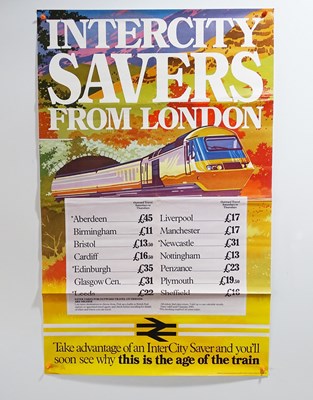 INTERCITY
SAVERS
FROM LONDON
*Aberdeen £45 Liverpool £17
Birmingham £11 Manchester £17
Bristol £13.50 *Newcastle £31
Cardiff £16.50 Nottingham £13
*Edinburgh £35 Penzance £23
Glasgow Cen. £31 Plymouth £19.50
*Leeds £22 Sheffield £18
Take advantage of an InterCity Saver and you'll
soon see why this is the age of the train